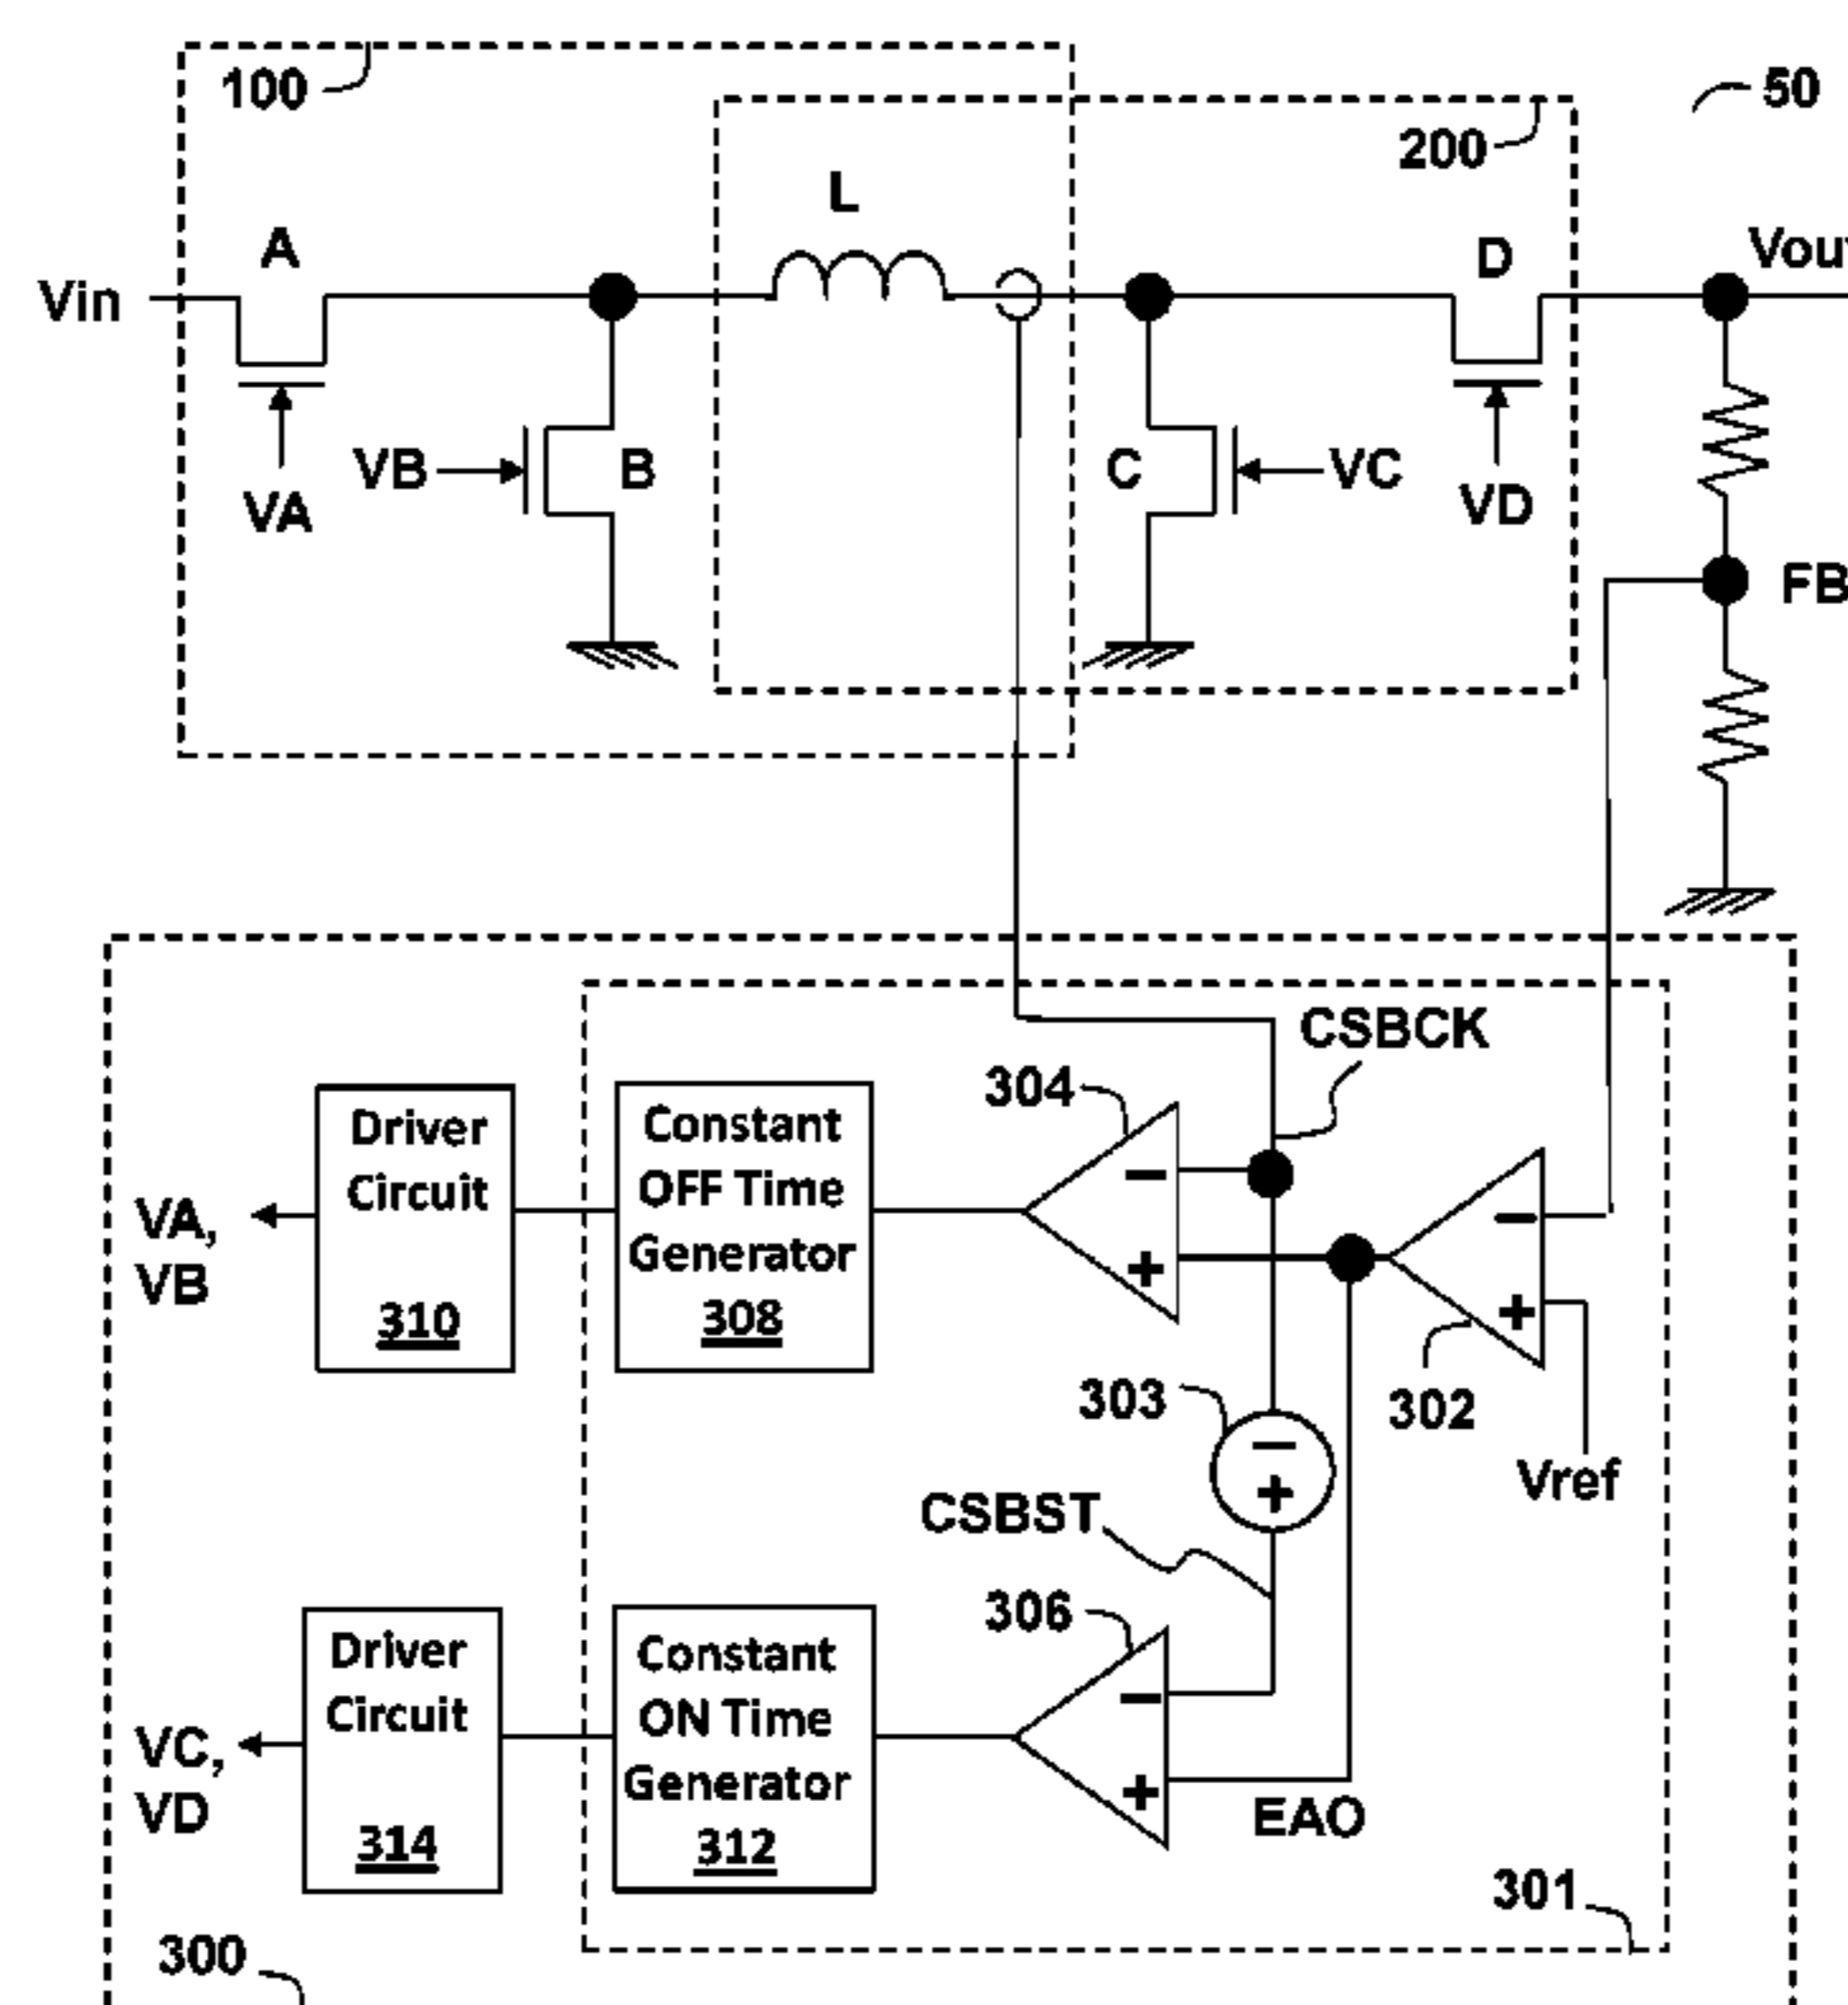 100
50
200
L
A
D
Vout
Vin
VB
B
C
VC
VA
VD
FB
CSBCK
304
Driver
Circuit
310
Constant
OFF Time
Generator
308
−
+
−
+
VA,
VB
303
302
−
+
Vref
CSBST
306
Driver
Circuit
314
Constant
ON Time
Generator
312
−
+
VC,
VD
EAO
301
300